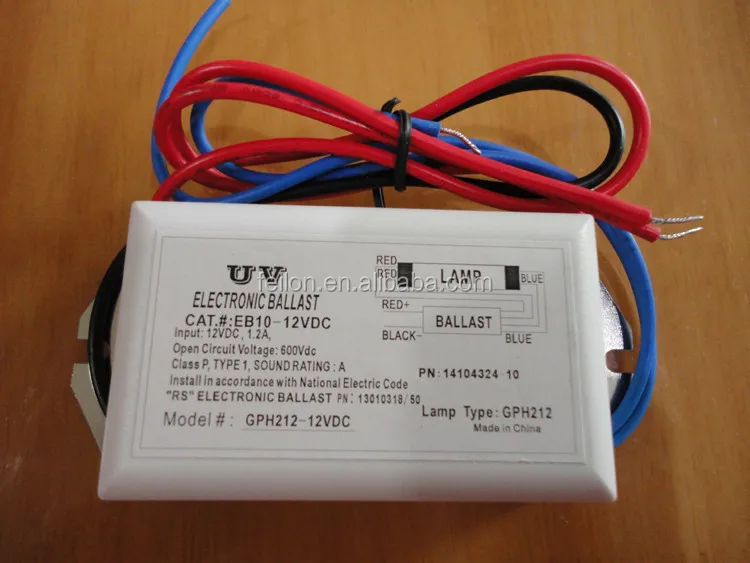 UV
ELECTRONIC BALLAST
CAT.#:EB10-12VDC
Input: 12VDC , 1.2A,
Open Circuit Voltage: 600Vdc
Class P, TYPE 1, SOUND RATING : A
Install in accordance with National Electric Code
"RS" ELECTRONIC BALLAST PN: 13010318/50
Model # : GPH212-12VDC
RED
RED
LAMP
BLUE
RED+
BLUE
BLACK-
BALLAST
PN: 14104324-10
Lamp Type: GPH212
Made in China
feilon.en.alibaba.com